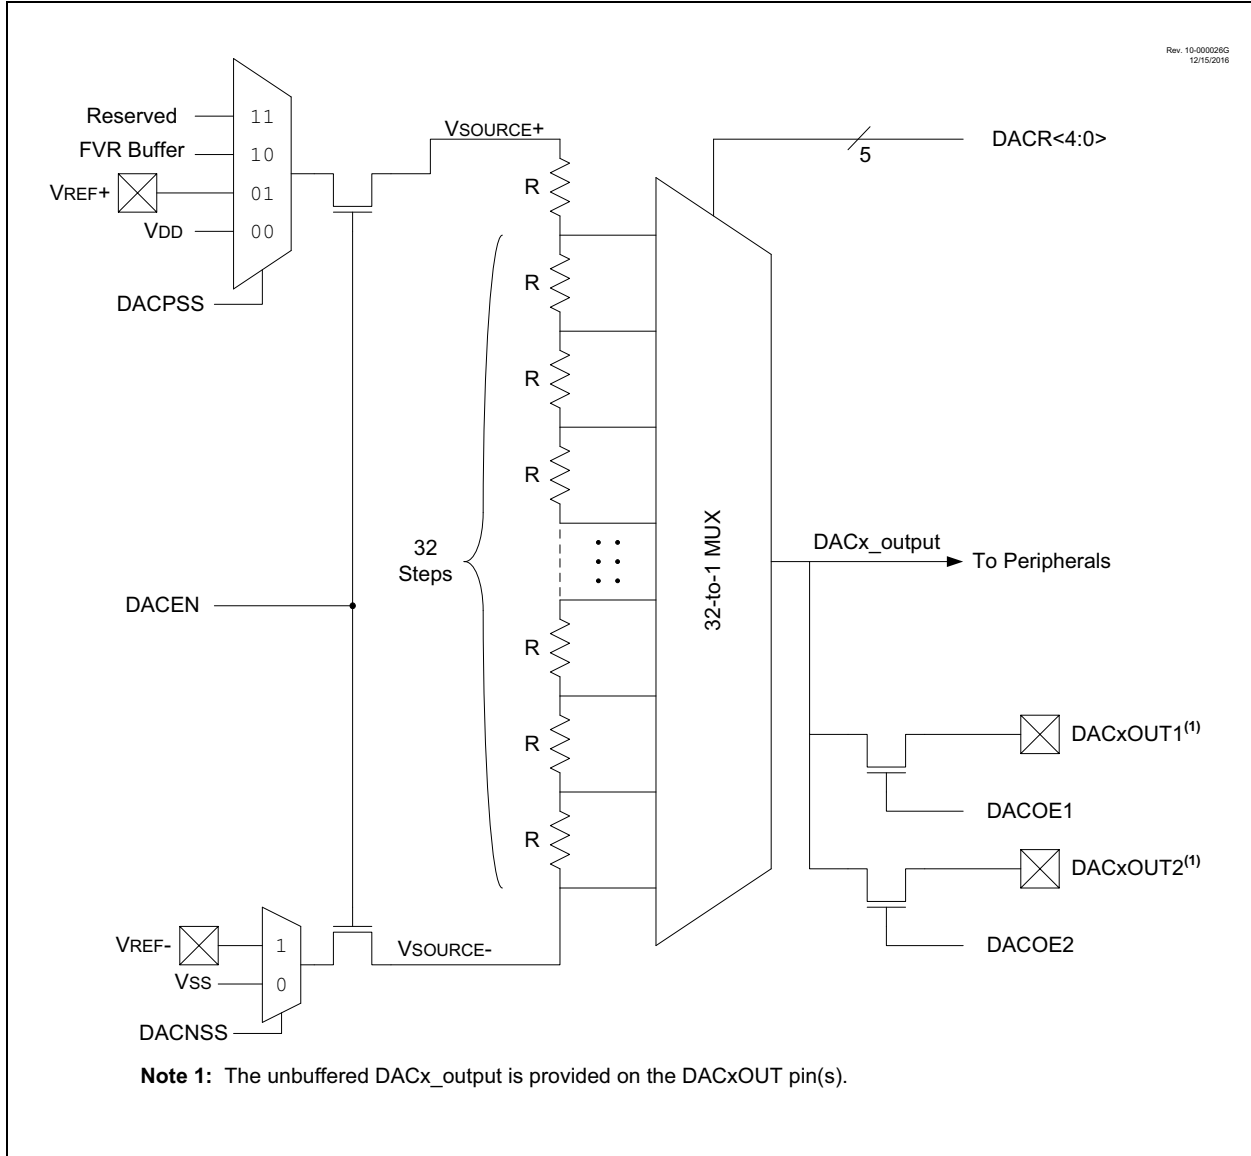 Rev. 10-000026G
12/15/2016
Reserved
11
FVR Buffer
10
VREF+
01
VDD
00
DACPSS
VSOURCE+
R
R
R
R
32
Steps
R
R
R
DACEN
VREF-
1
VSS
0
DACNSS
VSOURCE-
DACR<4:0>
5
32-to-1 MUX
DACx_output
To Peripherals
DACxOUT1(1)
DACOE1
DACxOUT2(1)
DACOE2
Note 1: The unbuffered DACx_output is provided on the DACxOUT pin(s).